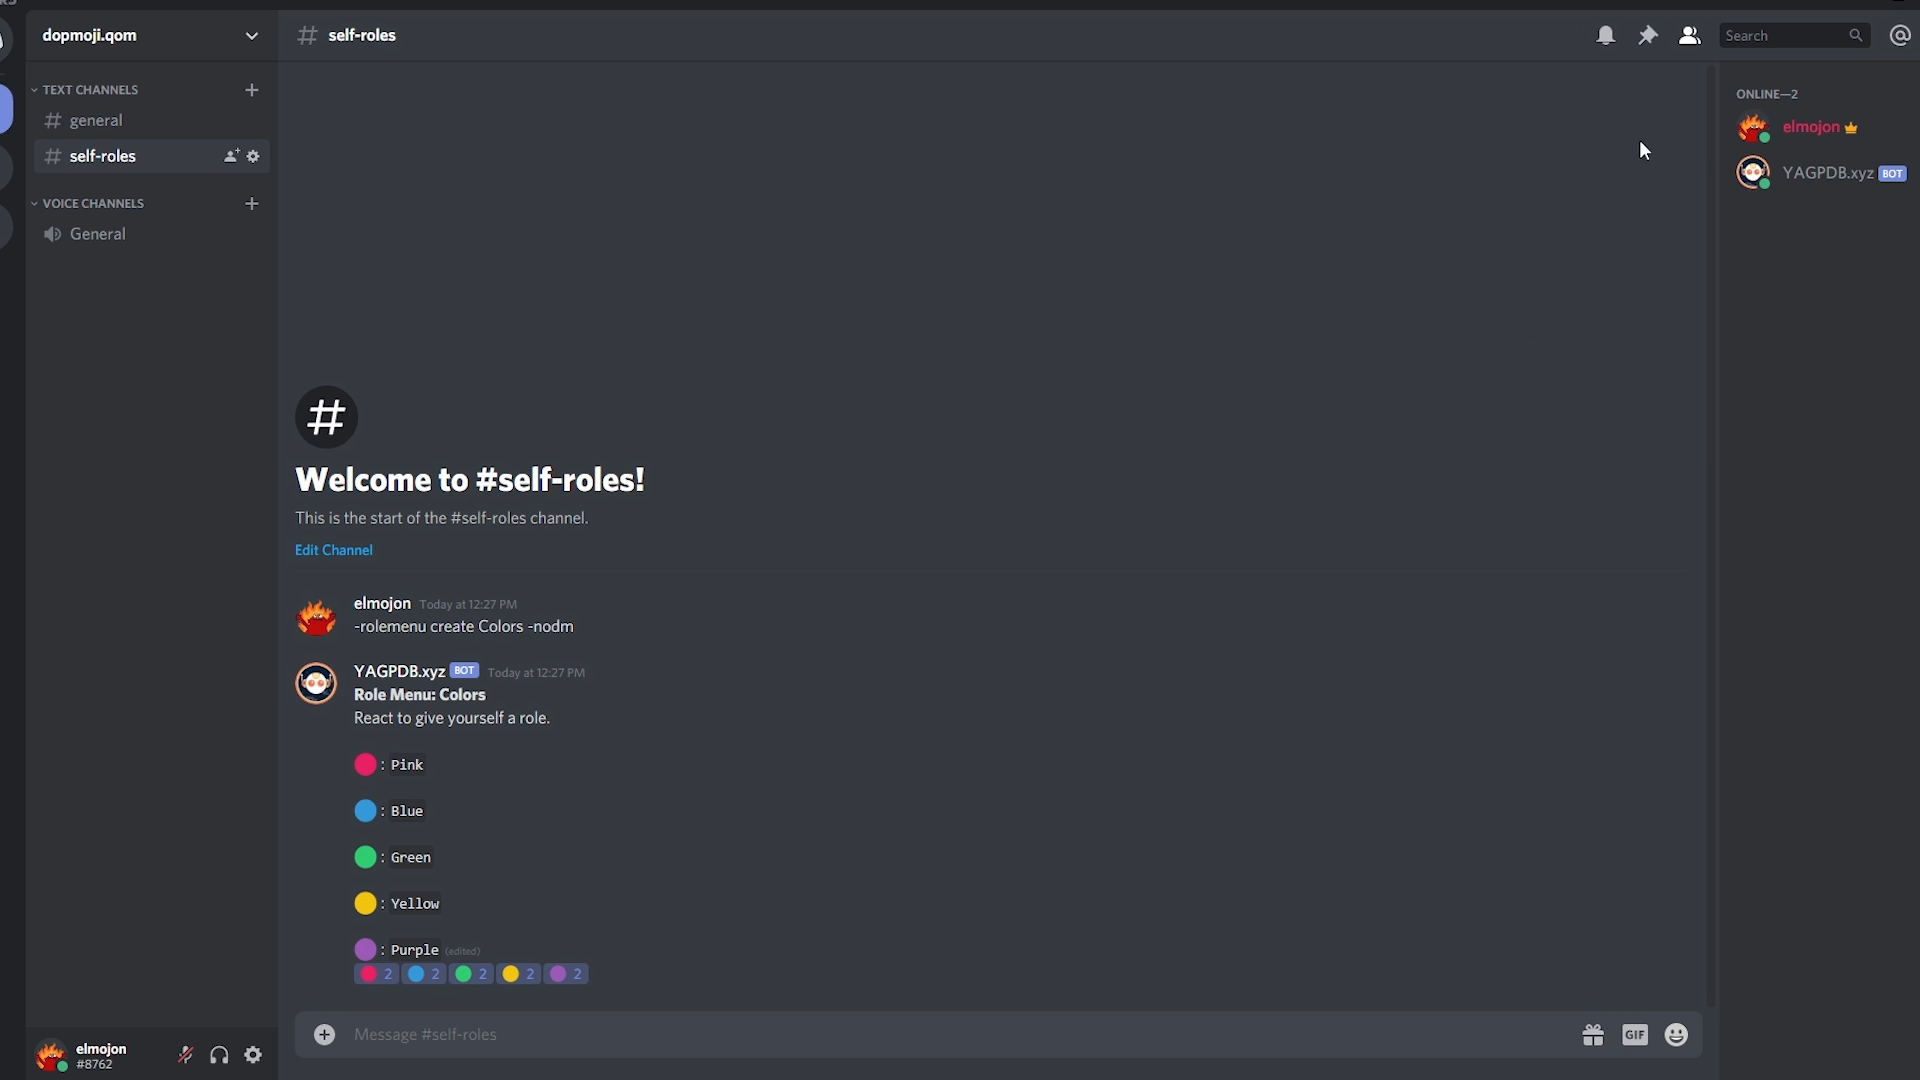 dopmoji.qom
# self-roles
Search
TEXT CHANNELS
# general
# self-roles
VOICE CHANNELS
General
#
Welcome to #self-roles!
This is the start of the #self-roles channel.
Edit Channel
elmojon Today at 12:27 PM
-rolemenu create Colors -nodm
YAGPDB.xyz BOT Today at 12:27 PM
Role Menu: Colors
React to give yourself a role.
: Pink
: Blue
: Green
: Yellow
: Purple (edited)
2 2 2 2 2
Message #self-roles
GIF
elmojon
#8762
ONLINE—2
elmojon
YAGPDB.xyz BOT